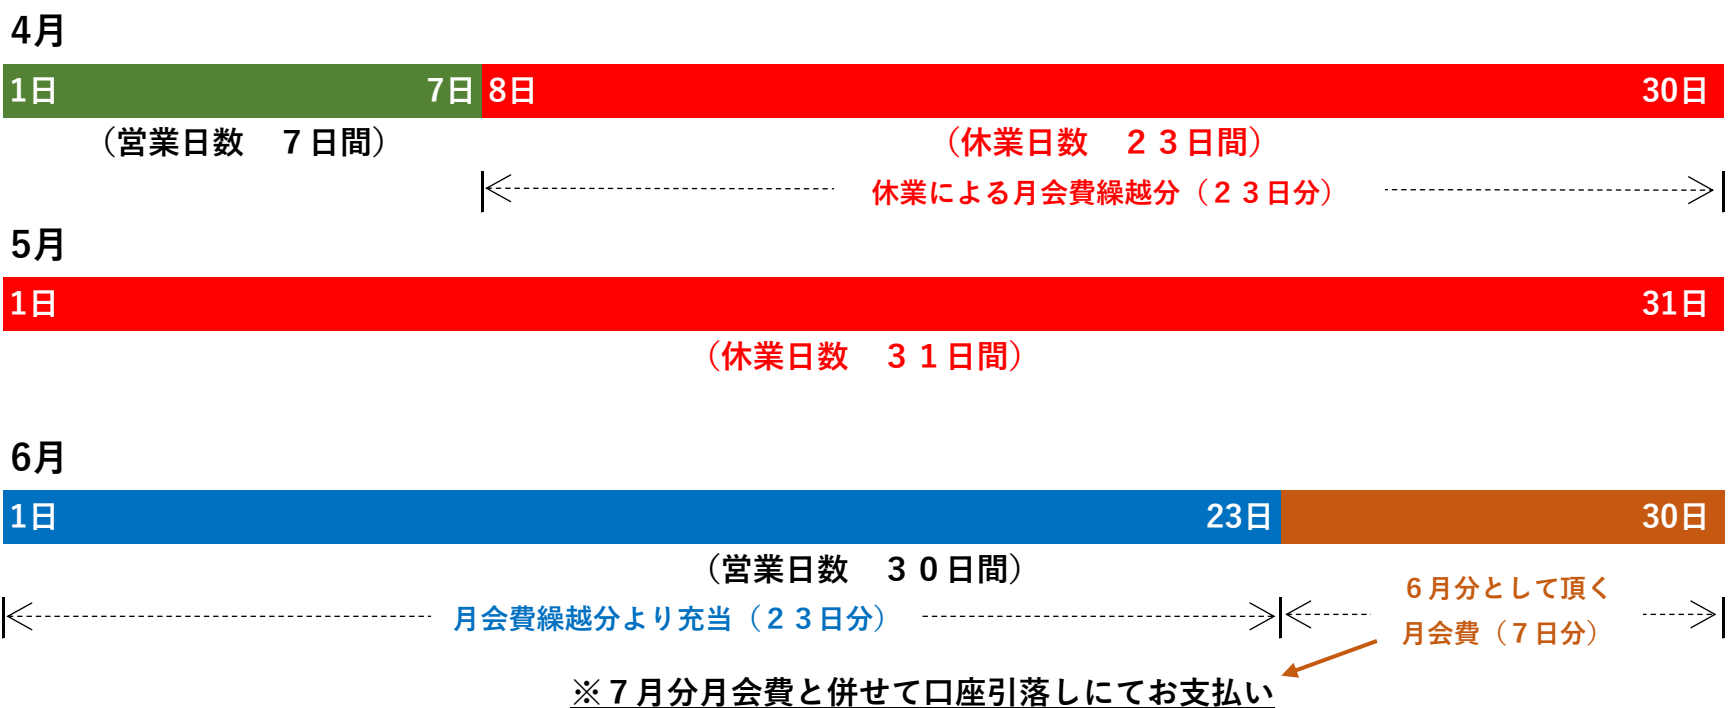 4月
1日 7日 8日 30日
（営業日数　７日間） （休業日数　２３日間）
休業による月会費繰越分（２３日分）
5月
1日 31日
（休業日数　３１日間）
6月
1日 23日 30日
（営業日数　３０日間）
６月分として頂く
月会費繰越分より充当（２３日分） 月会費（７日分）
※７月分月会費と併せて口座引落しにてお支払い